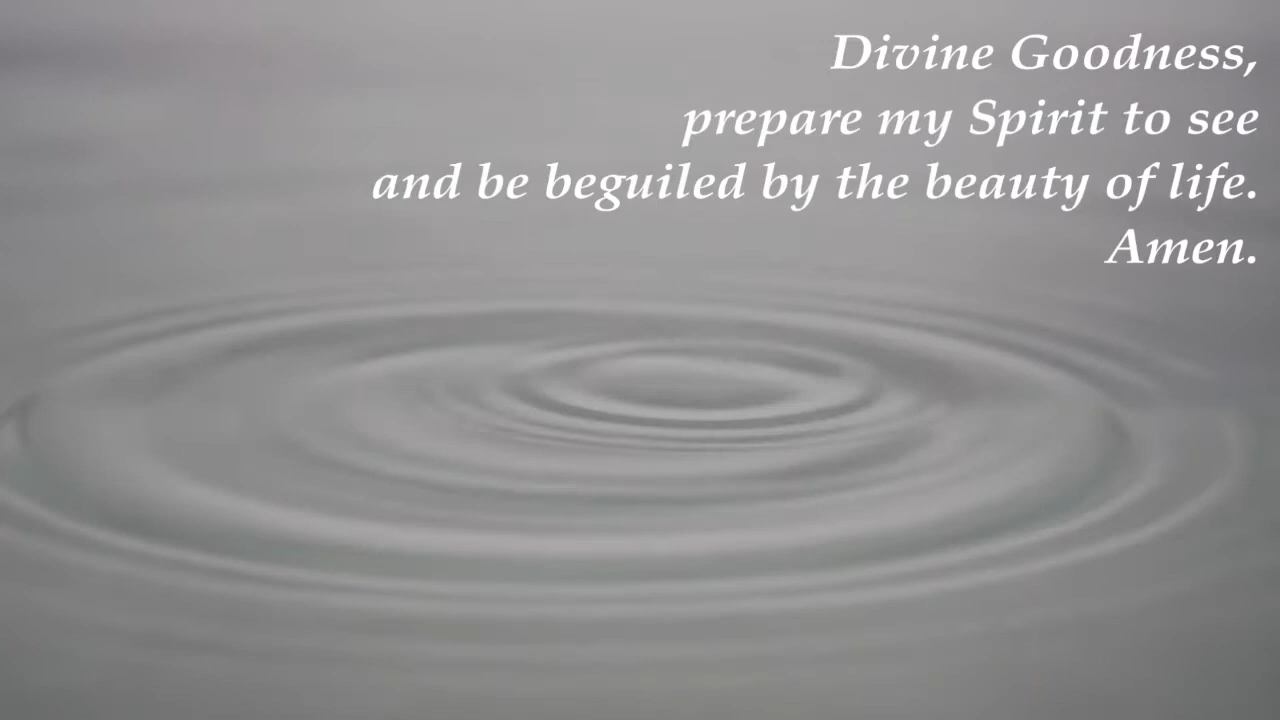 Divine Goodness,
prepare my Spirit to see
and be beguiled by the beauty of life.
Amen.